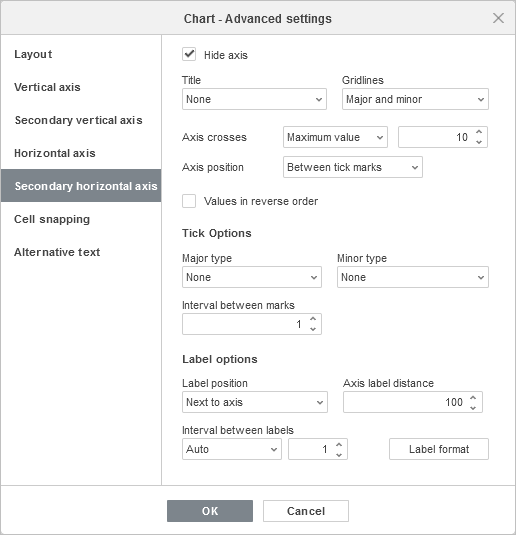 Chart - Advanced settings
Layout
Vertical axis
Secondary vertical axis
Horizontal axis
Secondary horizontal axis
Cell snapping
Alternative text
Hide axis
Title Gridlines
None Major and minor
Axis crosses Maximum value 10
Axis position Between tick marks
Values in reverse order
Tick Options
Major type Minor type
None None
Interval between marks
1
Label options
Label position Axis label distance
Next to axis 100
Interval between labels
Auto 1 Label format
OK Cancel